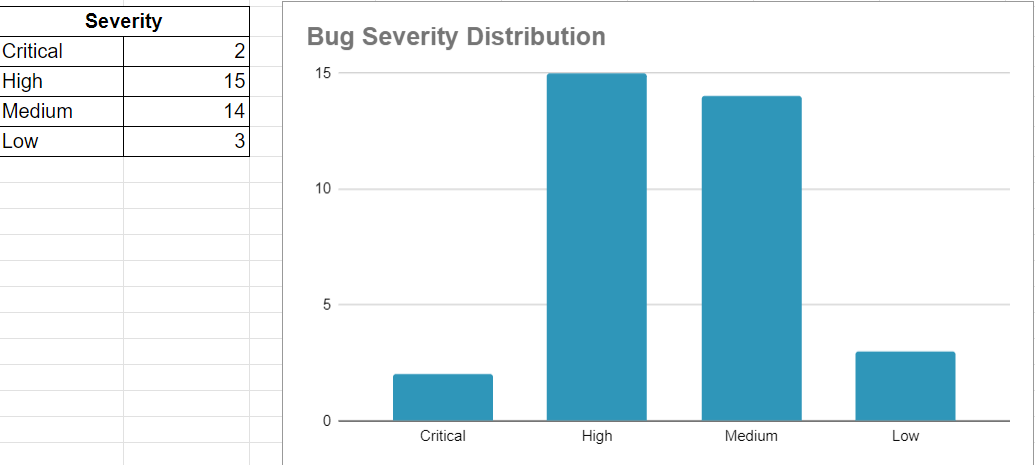 Severity
Critical 2
High 15
Medium 14
Low 3
Bug Severity Distribution
15
10
5
0
Critical High Medium Low